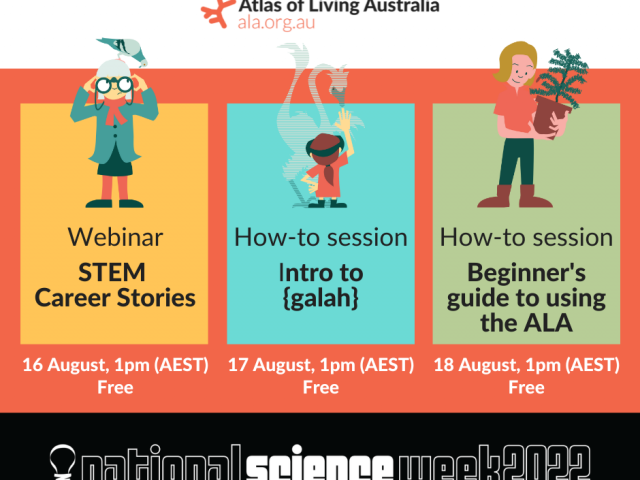 Atlas of Living Australia
ala.org.au
Webinar
STEM
Career Stories
16 August, 1pm (AEST)
Free
How-to session
Intro to
{galah}
17 August, 1pm (AEST)
Free
How-to session
Beginner's
guide to using
the ALA
18 August, 1pm (AEST)
Free
national science week 2022